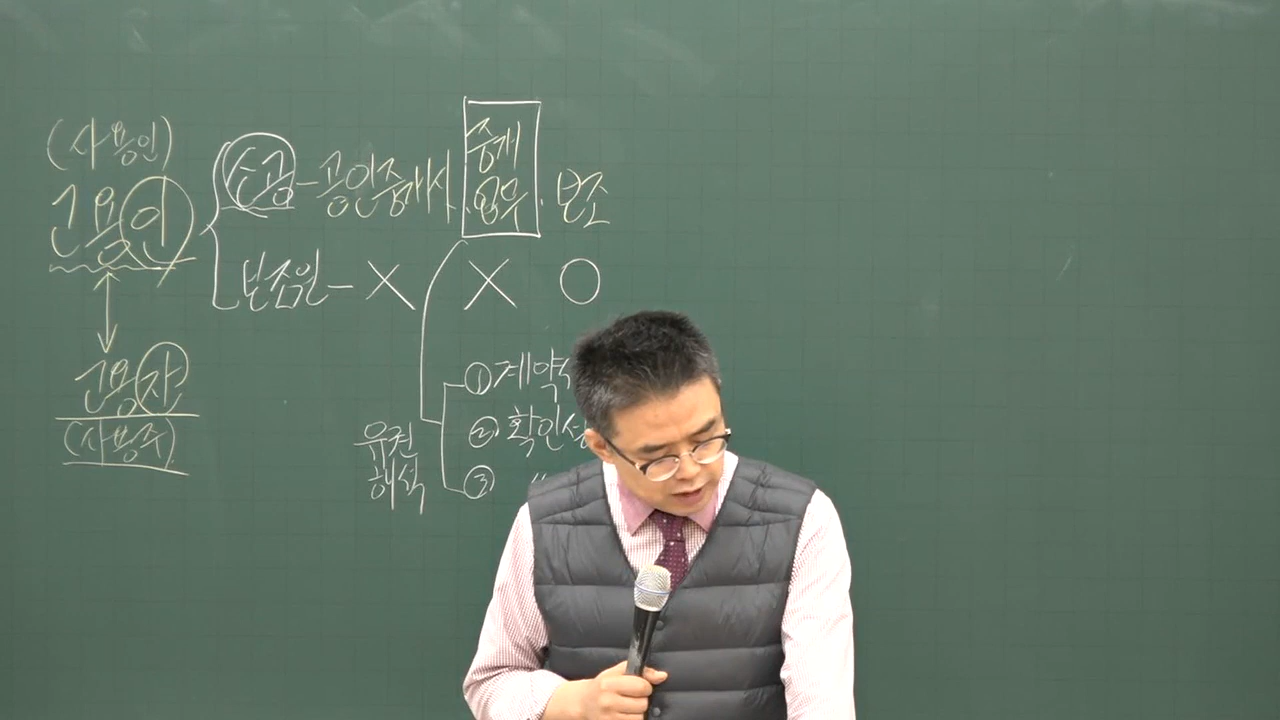 (사용인)
고용인
소공 - 공인중개사 중개업무 · 보조
보조원 - X X O
고용자
(사용주)
유권해석
① 계약
② 확인설
③ "